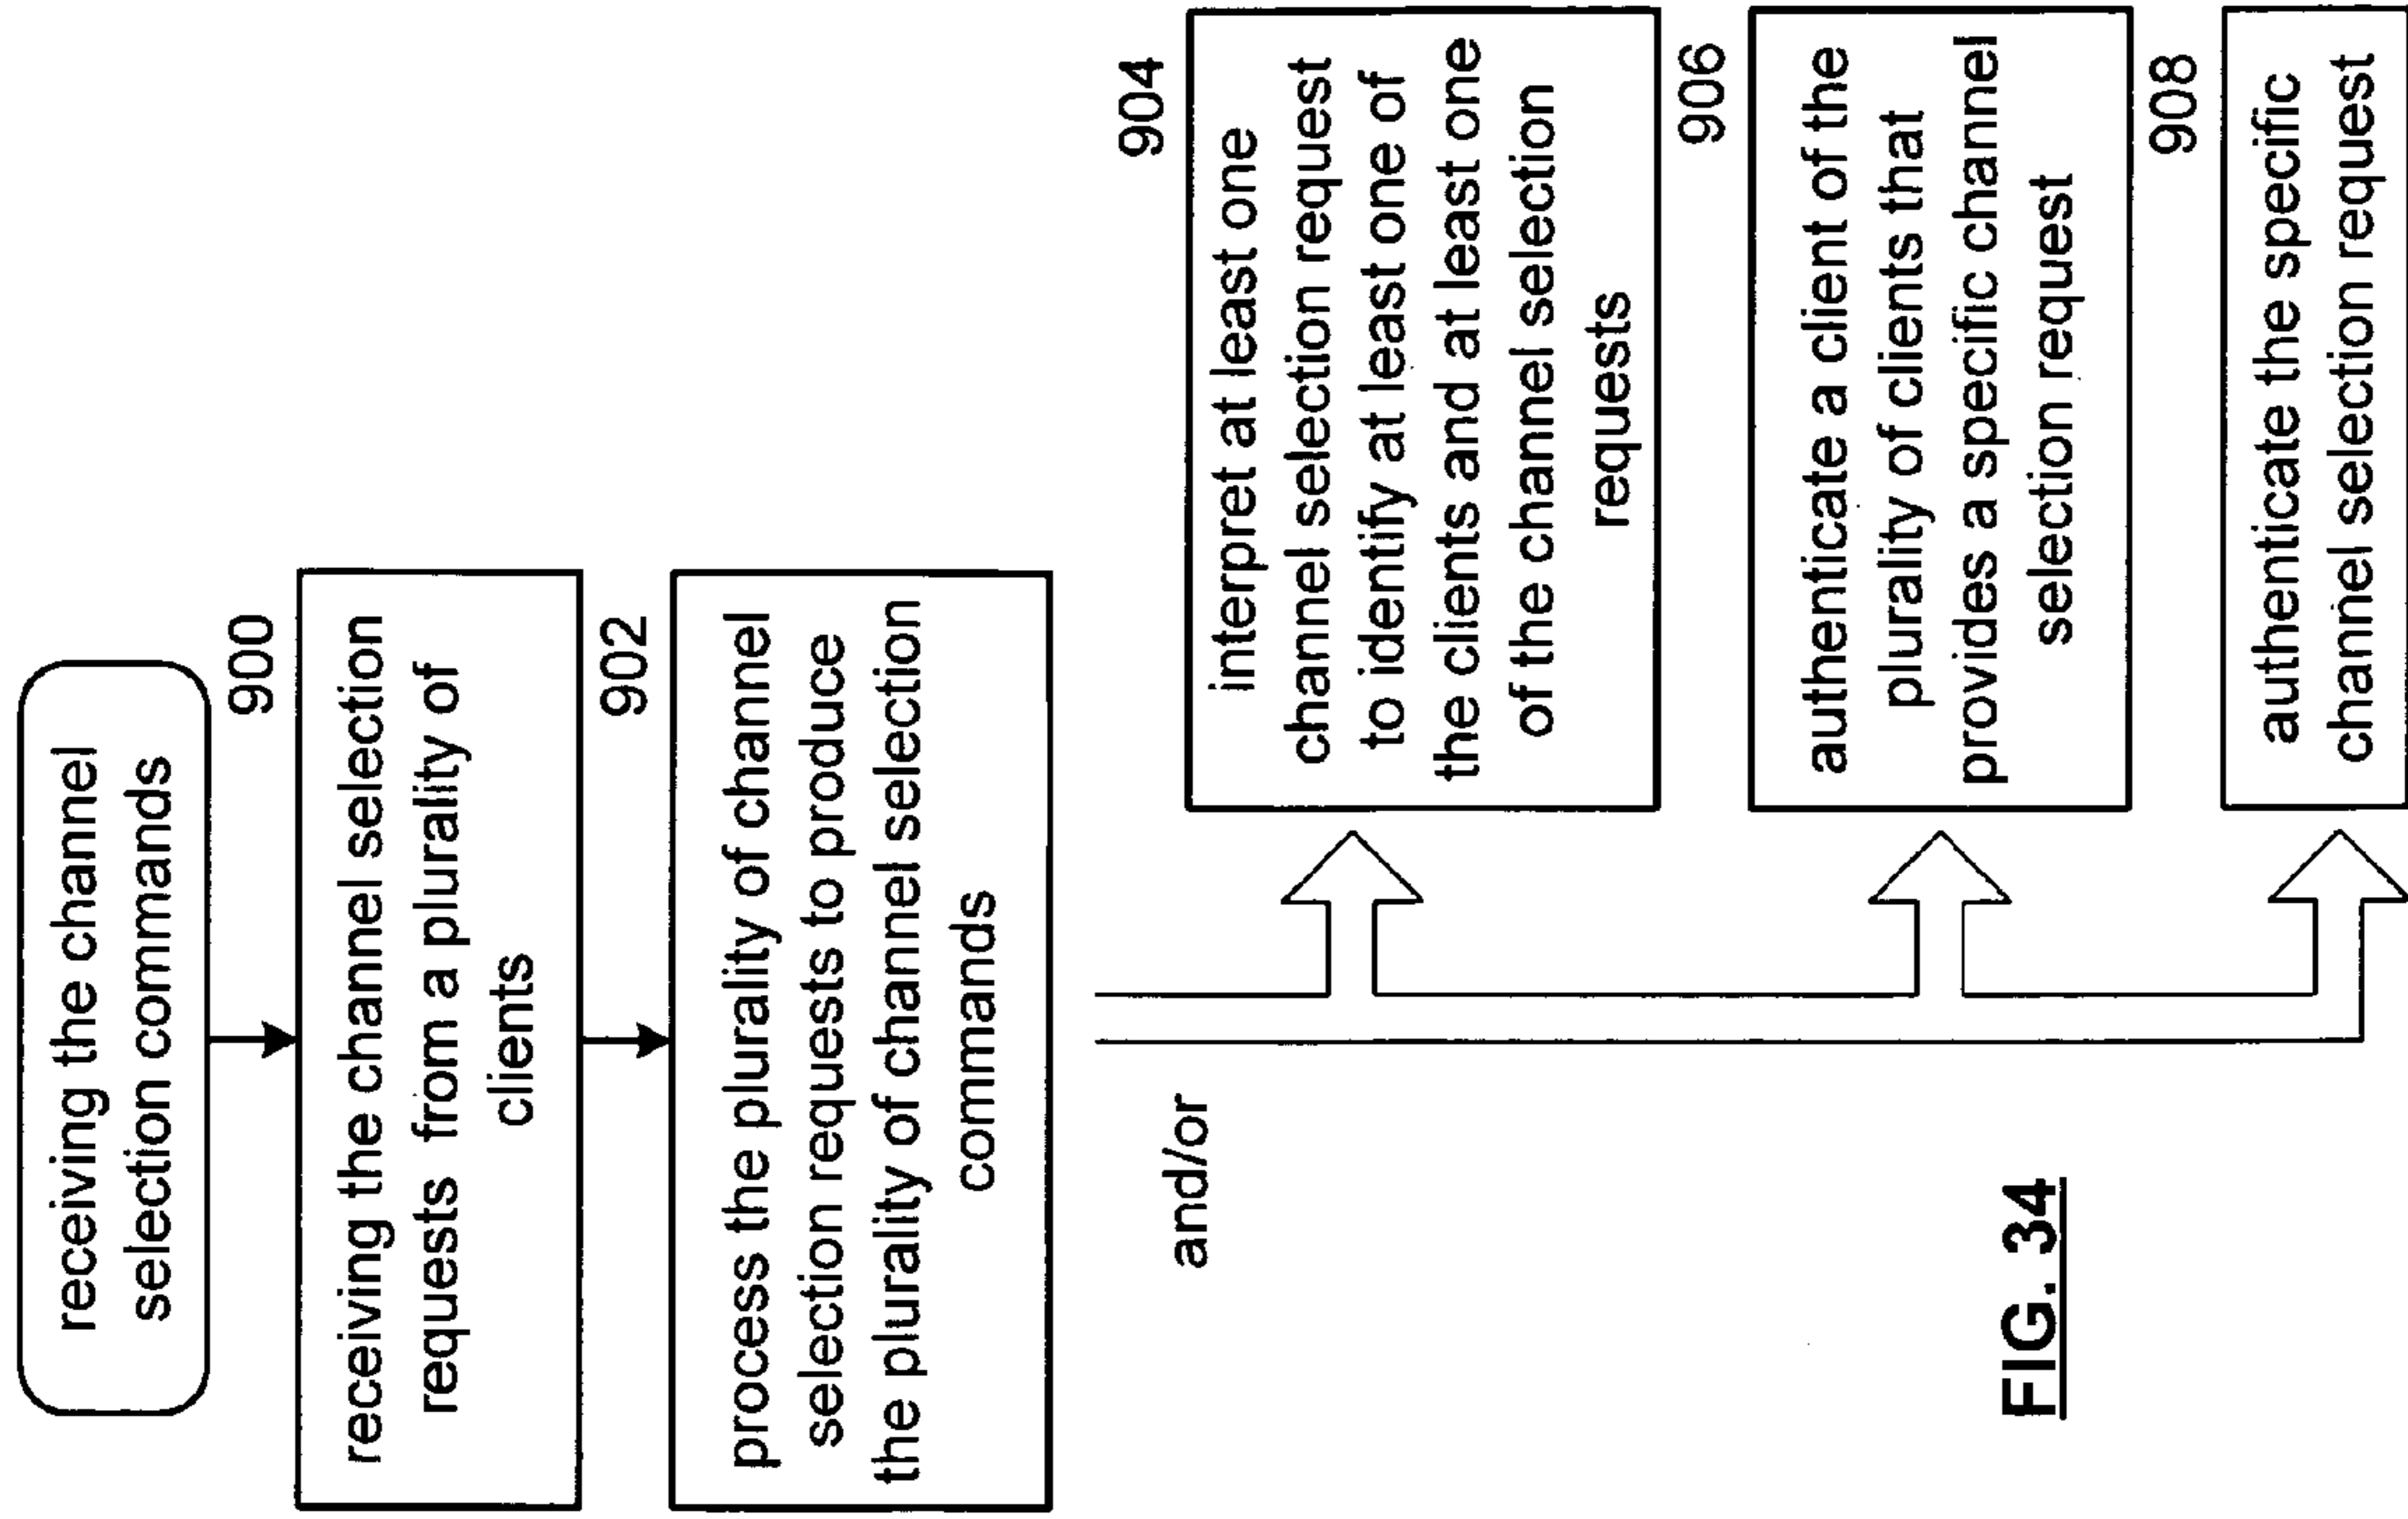 receiving the channel
selection commands
900
receiving the channel selection
requests from a plurality of
clients
902
process the plurality of channel
selection requests to produce
the plurality of channel selection
commands
and/or
904
interpret at least one
channel selection request
to identify at least one of
the clients and at least one
of the channel selection
requests
906
authenticate a client of the
plurality of clients that
provides a specific channel
selection request
908
authenticate the specific
channel selection request
FIG. 34